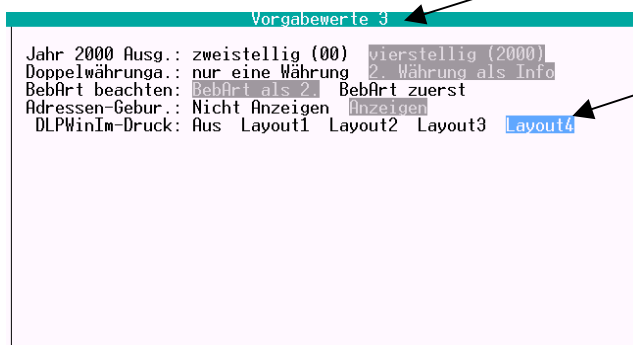 Vorgabewerte 3
Jahr 2000 Ausg.: zweistellig (00) vierstellig (2000)
Doppelwährunga.: nur eine Währung 2. Währung als Info
BebArt beachten: BebArt als 2. BebArt zuerst
Adressen-Gebur.: Nicht Anzeigen Anzeigen
DLPWinIm-Druck: Aus Layout1 Layout2 Layout3 Layout4